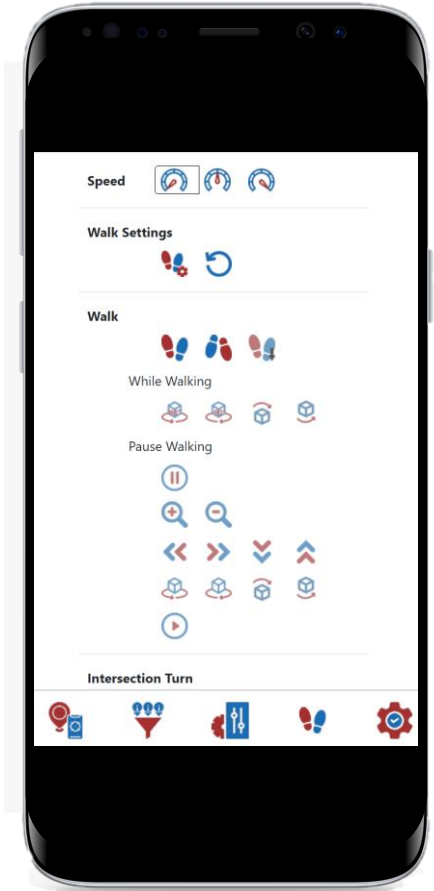 Speed
Walk Settings
Walk
While Walking
Pause Walking
Intersection Turn